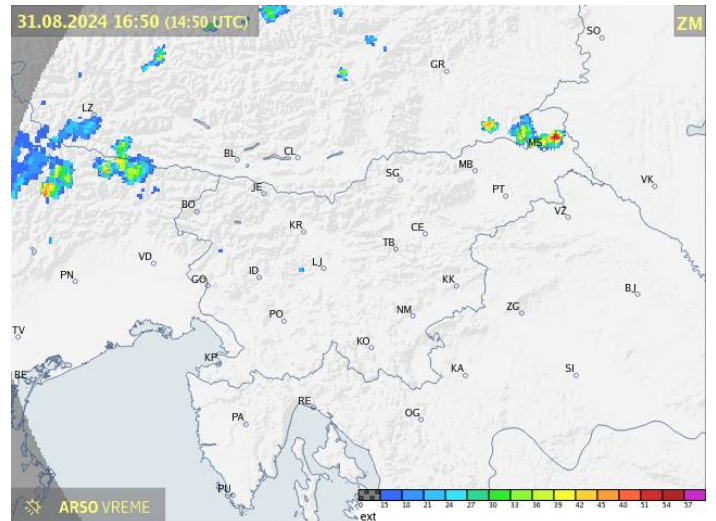 31.08.2024 16:50 (14:50 UTC)
ZM
SO
GR
LZ
MS
BL
CL
MB
SG
VK
JE
PT
BO
VŽ
KR
CE
TB
VD
LJ
PN
ID
GO
KK
BJ
NM
ZG
PO
TV
KO
KP
BE
KA
SI
RE
PA
OG
PU
ARSO VREME
0 15 18 21 24 27 30 33 36 39 42 45 48 51 54 57
ext